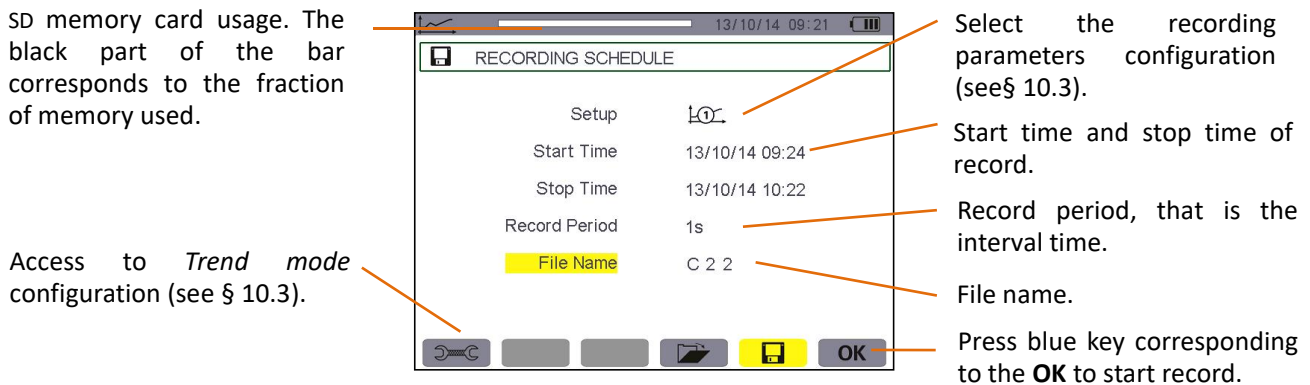 SD memory card usage. The
black part of the bar
corresponds to the fraction
of memory used.
Access to Trend mode
configuration (see § 10.3).
13/10/14 09:21
RECORDING SCHEDULE
Setup 1
Start Time 13/10/14 09:24
Stop Time 13/10/14 10:22
Record Period 1s
File Name C 2 2
OK
Select the recording
parameters configuration
(see§ 10.3).
Start time and stop time of
record.
Record period, that is the
interval time.
File name.
Press blue key corresponding
to the OK to start record.